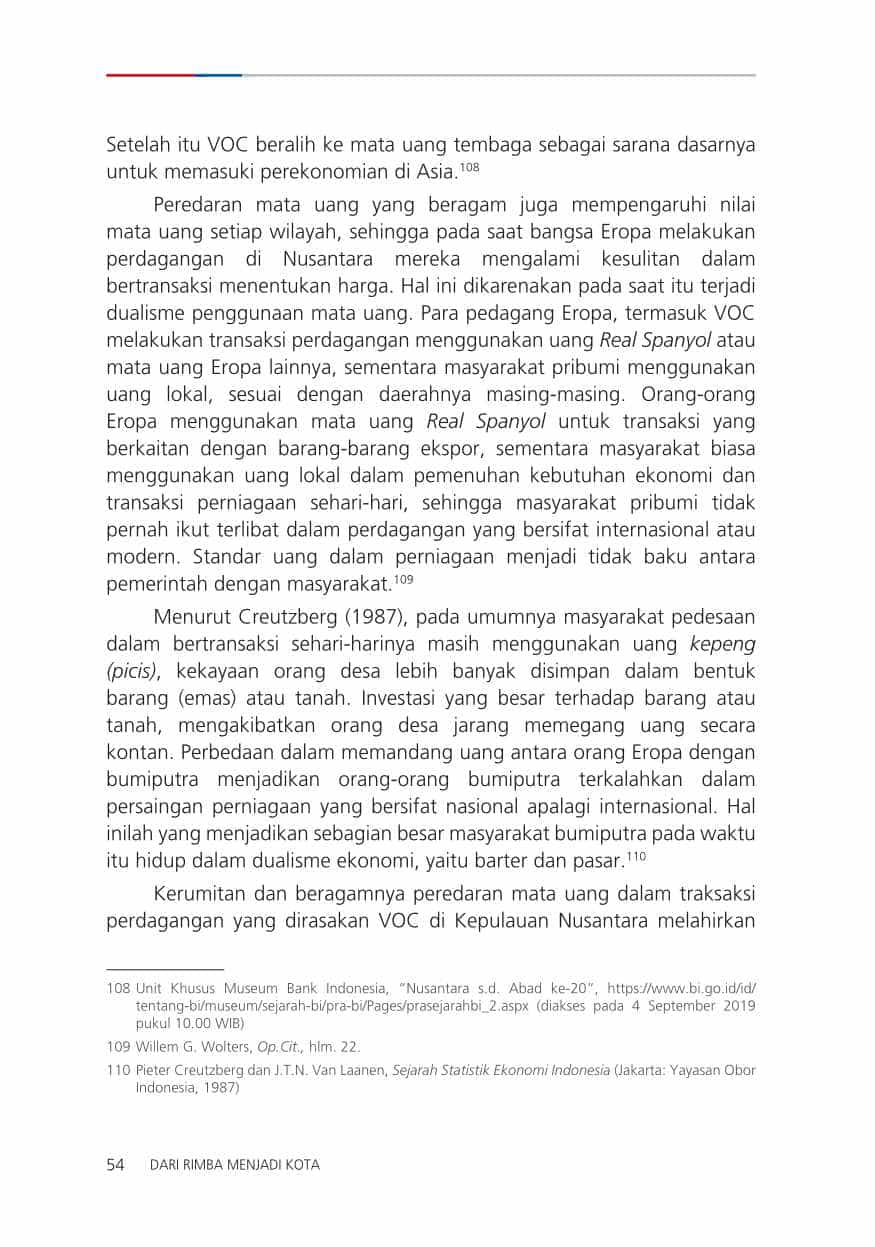 Setelah itu VOC beralih ke mata uang tembaga sebagai sarana dasarnya
untuk memasuki perekonomian di Asia.108
Peredaran mata uang yang beragam juga mempengaruhi nilai
mata uang setiap wilayah, sehingga pada saat bangsa Eropa melakukan
perdagangan di Nusantara mereka mengalami kesulitan dalam
bertransaksi menentukan harga. Hal ini dikarenakan pada saat itu terjadi
dualisme penggunaan mata uang. Para pedagang Eropa, termasuk VOC
melakukan transaksi perdagangan menggunakan uang Real Spanyol atau
mata uang Eropa lainnya, sementara masyarakat pribumi menggunakan
uang lokal, sesuai dengan daerahnya masing-masing. Orang-orang
Eropa menggunakan mata uang Real Spanyol untuk transaksi yang
berkaitan dengan barang-barang ekspor, sementara masyarakat biasa
menggunakan uang lokal dalam pemenuhan kebutuhan ekonomi dan
transaksi perniagaan sehari-hari, sehingga masyarakat pribumi tidak
pernah ikut terlibat dalam perdagangan yang bersifat internasional atau
modern. Standar uang dalam perniagaan menjadi tidak baku antara
pemerintah dengan masyarakat.109
Menurut Creutzberg (1987), pada umumnya masyarakat pedesaan
dalam bertransaksi sehari-harinya masih menggunakan uang kepeng
(picis), kekayaan orang desa lebih banyak disimpan dalam bentuk
barang (emas) atau tanah. Investasi yang besar terhadap barang atau
tanah, mengakibatkan orang desa jarang memegang uang secara
kontan. Perbedaan dalam memandang uang antara orang Eropa dengan
bumiputra menjadikan orang-orang bumiputra terkalahkan dalam
persaingan perniagaan yang bersifat nasional apalagi internasional. Hal
inilah yang menjadikan sebagian besar masyarakat bumiputra pada waktu
itu hidup dalam dualisme ekonomi, yaitu barter dan pasar.110
Kerumitan dan beragamnya peredaran mata uang dalam traksaksi
perdagangan yang dirasakan VOC di Kepulauan Nusantara melahirkan
108 Unit Khusus Museum Bank Indonesia, “Nusantara s.d. Abad ke-20”, https://www.bi.go.id/id/
tentang-bi/museum/sejarah-bi/pra-bi/Pages/prasejarahbi_2.aspx (diakses pada 4 September 2019
pukul 10.00 WIB)
109 Willem G. Wolters, Op.Cit., hlm. 22.
110 Pieter Creutzberg dan J.T.N. Van Laanen, Sejarah Statistik Ekonomi Indonesia (Jakarta: Yayasan Obor
Indonesia, 1987)
54 DARI RIMBA MENJADI KOTA